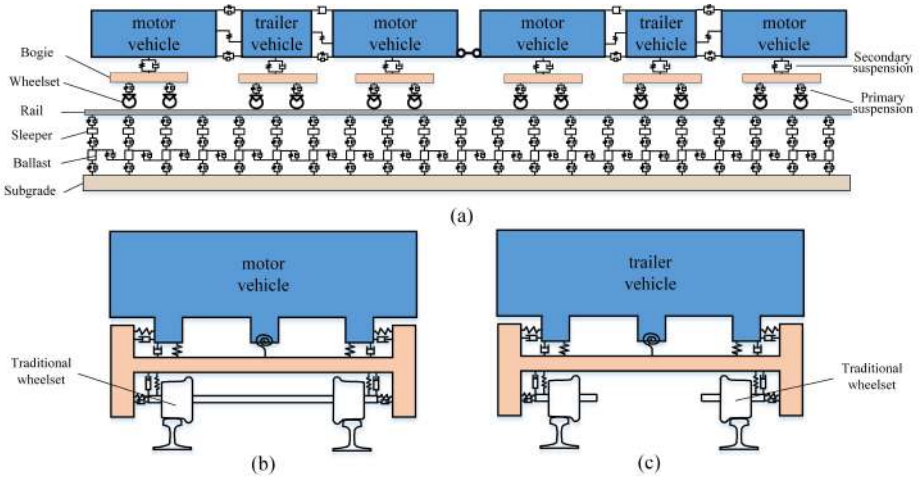 motor
vehicle
trailer
vehicle
motor
vehicle
motor
vehicle
trailer
vehicle
motor
vehicle
Bogie
Wheelset
Rail
Sleeper
Ballast
Subgrade
Secondary
suspension
Primary
suspension
(a)
motor
vehicle
Traditional
wheelset
(b)
trailer
vehicle
Traditional
wheelset
(c)